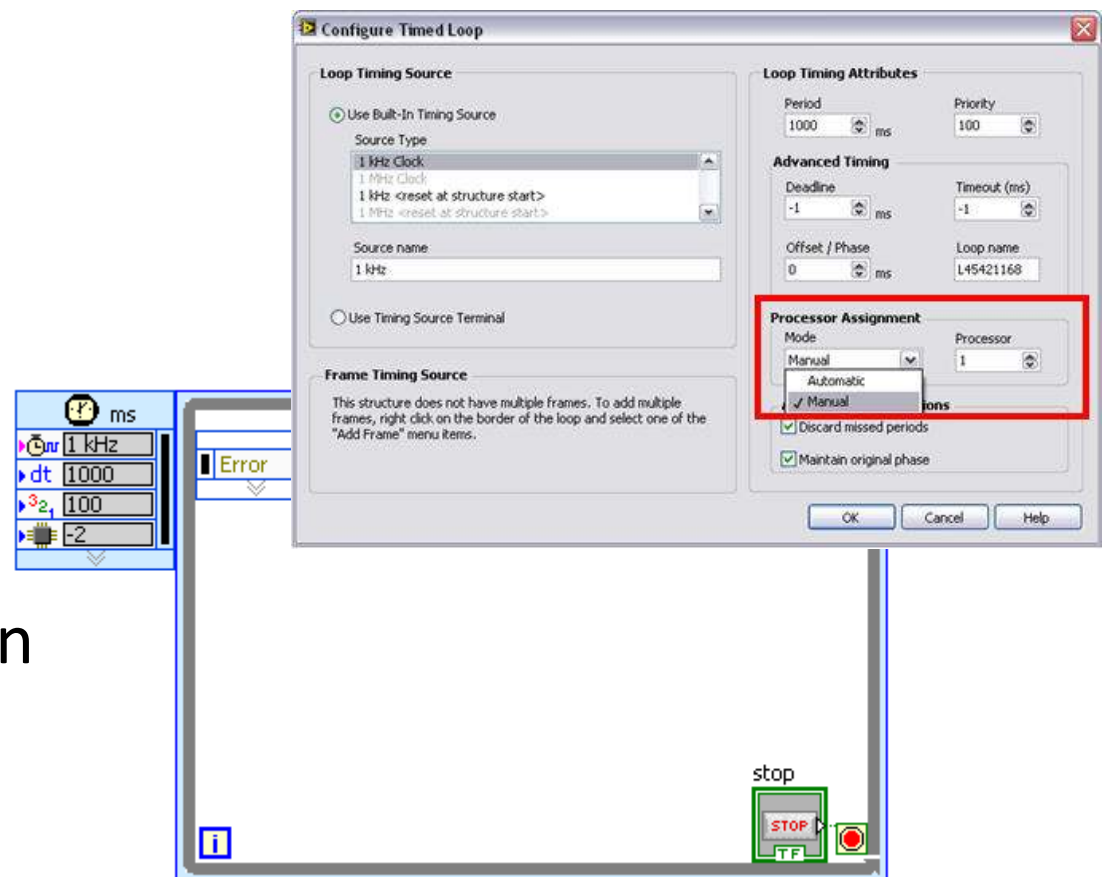 Configure Timed Loop
Loop Timing Source
Use Built-In Timing Source
Source Type
1 kHz Clock
1 MHz Clock
1 kHz <reset at structure start>
1 MHz <reset at structure start>
Source name
1 kHz
Use Timing Source Terminal
Frame Timing Source
This structure does not have multiple frames. To add multiple
frames, right click on the border of the loop and select one of the
"Add Frame" menu items.
Loop Timing Attributes
Period Priority
1000 ms 100
Advanced Timing
Deadline Timeout (ms)
-1 ms -1
Offset / Phase Loop name
0 ms L45421168
Processor Assignment
Mode Processor
Manual 1
Automatic
✓ Manual
ions
Discard missed periods
Maintain original phase
OK Cancel Help
ms
1 kHz
dt 1000
321 100
-2
Error
n
stop
STOP
TF
i